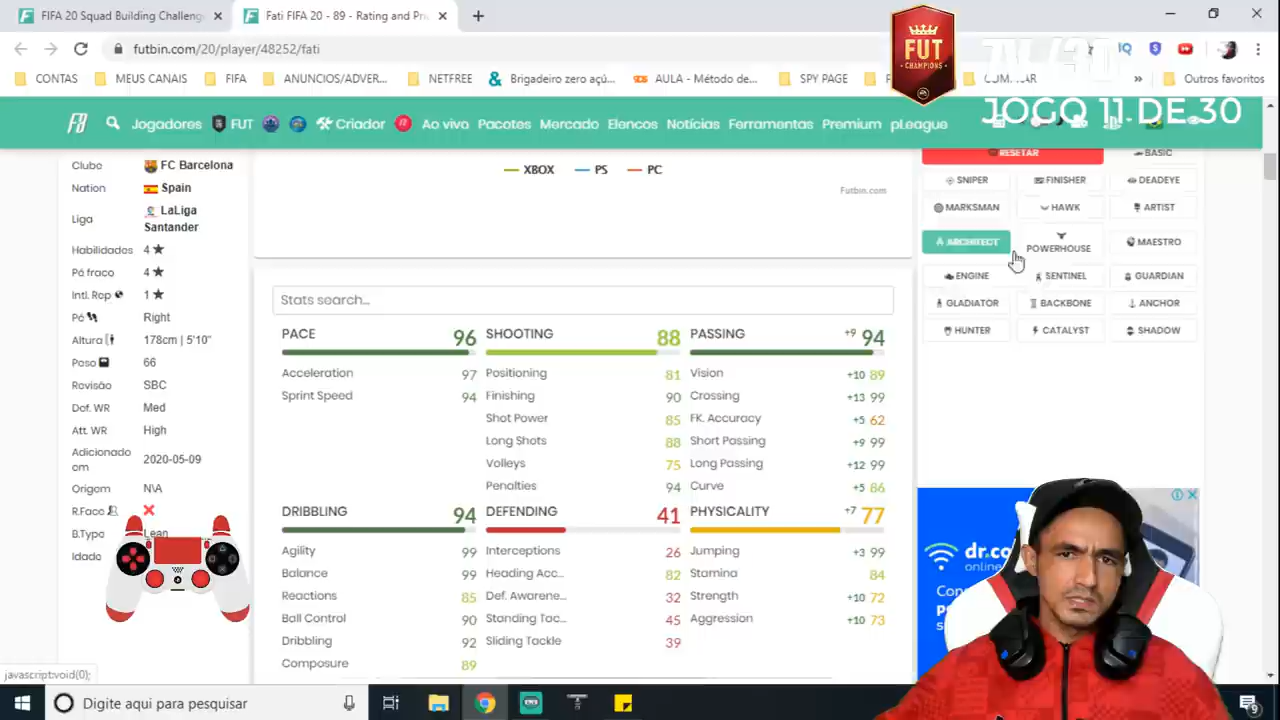 FIFA 20 Squad Building Challeng
Fati FIFA 20 - 89 - Rating and Pri
futbin.com/20/player/48252/fati
CONTAS
MEUS CANAIS
FIFA
ANUNCIOS/ADVER...
NETFREE
Brigadeiro zero açú...
AULA - Método de...
SPY PAGE
Outros favoritos
FUT
CHAMPIONS
JOGO 11 DE 30
Jogadores FUT Criador Ao vivo Pacotes Mercado Elencos Notícias Ferramentas Premium pLeague
Clube FC Barcelona
Nation Spain
Liga LaLiga
Santander
Habilidades 4
Pé fraco 4
Intl. Rep 1
Pé Right
Altura 178cm | 5'10"
Peso 66
Revisão SBC
Def. WR Med
Att. WR High
Adicionado
em 2020-05-09
Origem N\A
R.Face
B.Type Lean
Idade
XBOX PS PC
Futbin.com
Stats search...
PACE 96
Acceleration 97
Sprint Speed 94
SHOOTING 88
Positioning 81
Finishing 90
Shot Power 85
Long Shots 88
Volleys 75
Penalties 94
PASSING +9 94
Vision +10 89
Crossing +13 99
FK. Accuracy +5 62
Short Passing +9 99
Long Passing +12 99
Curve +5 86
DRIBBLING 94
Agility 99
Balance 99
Reactions 85
Ball Control 90
Dribbling 92
Composure 89
DEFENDING 41
Interceptions 26
Heading Acc... 82
Def. Awarene... 32
Standing Tac... 45
Sliding Tackle 39
PHYSICALITY +7 77
Jumping +3 99
Stamina 84
Strength +10 72
Aggression +10 73
RESETAR BASIC
SNIPER FINISHER DEADEYE
MARKSMAN HAWK ARTIST
ARCHITECT POWERHOUSE MAESTRO
ENGINE SENTINEL GUARDIAN
GLADIATOR BACKBONE ANCHOR
HUNTER CATALYST SHADOW
dr.co
online
javascript:void(0);
Digite aqui para pesquisar
9